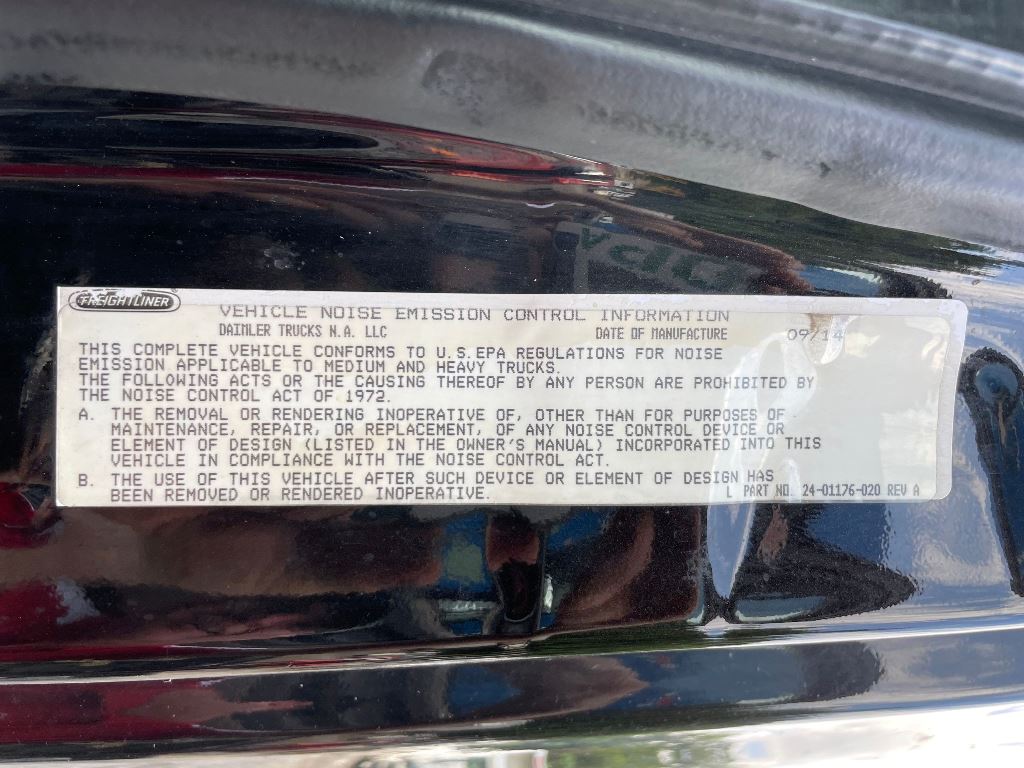 FREIGHTLINER
VEHICLE NOISE EMISSION CONTROL INFORMATION
DAIMLER TRUCKS N.A. LLC DATE OF MANUFACTURE 09/14
THIS COMPLETE VEHICLE CONFORMS TO U.S.EPA REGULATIONS FOR NOISE
EMISSION APPLICABLE TO MEDIUM AND HEAVY TRUCKS.
THE FOLLOWING ACTS OR THE CAUSING THEREOF BY ANY PERSON ARE PROHIBITED BY
THE NOISE CONTROL ACT OF 1972.
A. THE REMOVAL OR RENDERING INOPERATIVE OF, OTHER THAN FOR PURPOSES OF
MAINTENANCE, REPAIR, OR REPLACEMENT, OF ANY NOISE CONTROL DEVICE OR
ELEMENT OF DESIGN (LISTED IN THE OWNER'S MANUAL) INCORPORATED INTO THIS
VEHICLE IN COMPLIANCE WITH THE NOISE CONTROL ACT.
B. THE USE OF THIS VEHICLE AFTER SUCH DEVICE OR ELEMENT OF DESIGN HAS
BEEN REMOVED OR RENDERED INOPERATIVE.
L PART NO. 24-01176-020 REV A